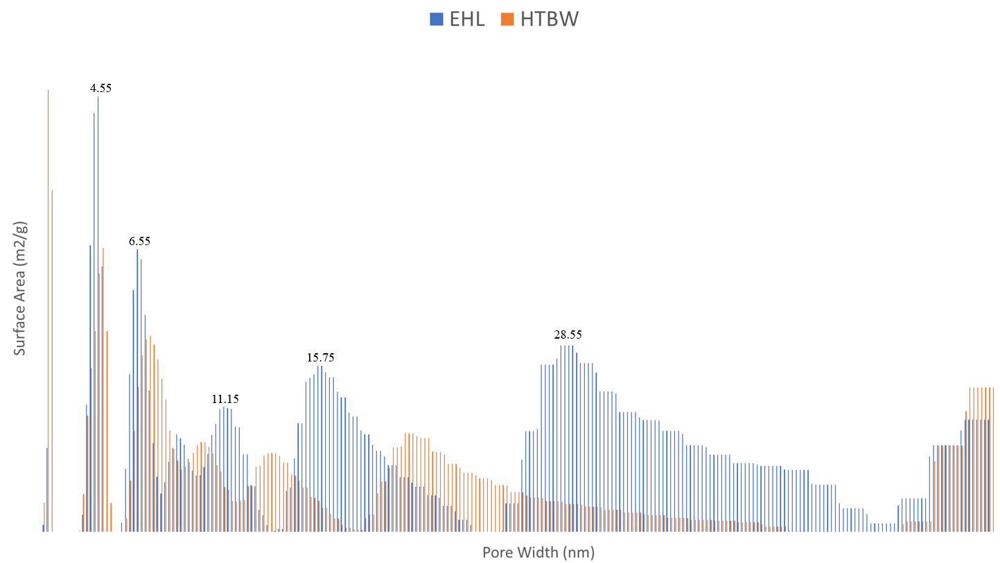 EHL HTBW
4.55
6.55
28.55
15.75
11.15
Surface Area (m2/g)
Pore Width (nm)